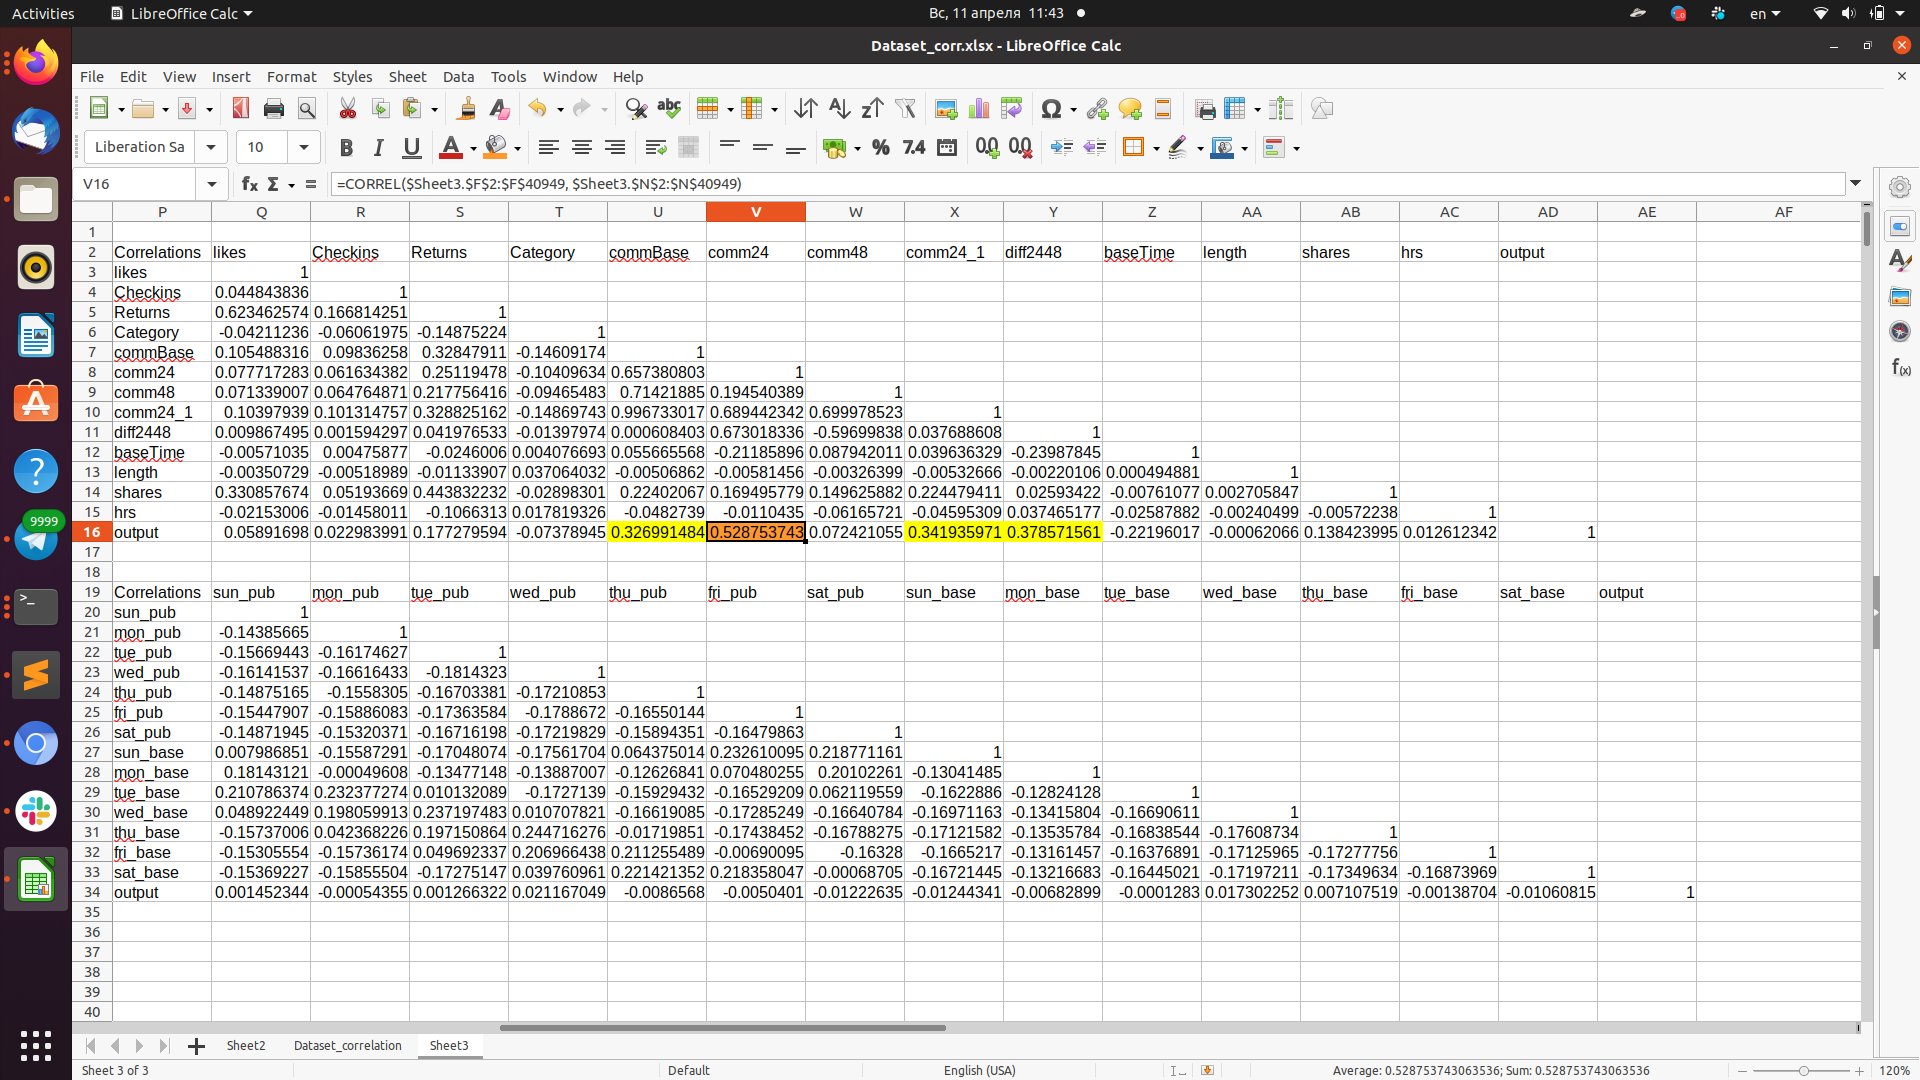 Activities LibreOffice Calc Вс, 11 апреля 11:43 en
Dataset_corr.xlsx - LibreOffice Calc
File Edit View Insert Format Styles Sheet Data Tools Window Help
Liberation Sa 10
V16 =CORREL($Sheet3.$F$2:$F$40949, $Sheet3.$N$2:$N$40949)
P Q R S T U V W X Y Z AA AB AC AD AE AF
1
2 Correlations likes Checkins Returns Category commBase comm24 comm48 comm24_1 diff2448 baseTime length shares hrs output
3 likes 1
4 Checkins 0.044843836 1
5 Returns 0.623462574 0.166814251 1
6 Category -0.04211236 -0.06061975 -0.14875224 1
7 commBase 0.105488316 0.09836258 0.32847911 -0.14609174 1
8 comm24 0.077717283 0.061634382 0.25119478 -0.10409634 0.657380803 1
9 comm48 0.071339007 0.064764871 0.217756416 -0.09465483 0.71421885 0.194540389 1
10 comm24_1 0.10397939 0.101314757 0.328825162 -0.14869743 0.996733017 0.689442342 0.699978523 1
11 diff2448 0.009867495 0.001594297 0.041976533 -0.01397974 0.000608403 0.673018336 -0.59699838 0.037688608 1
12 baseTime -0.00571035 0.00475877 -0.0246006 0.004076693 0.055665568 -0.21185896 0.087942011 0.039636329 -0.23987845 1
13 length -0.00350729 -0.00518989 -0.01133907 0.037064032 -0.00506862 -0.00581456 -0.00326399 -0.00532666 -0.00220106 0.000494881 1
14 shares 0.330857674 0.05193669 0.443832232 -0.02898301 0.22402067 0.169495779 0.149625882 0.224479411 0.02593422 -0.00761077 0.002705847 1
15 hrs -0.02153006 -0.01458011 -0.1066313 0.017819326 -0.0482739 -0.0110435 -0.06165721 -0.04595309 0.037465177 -0.02587882 -0.00240499 -0.00572238 1
16 output 0.05891698 0.022983991 0.177279594 -0.07378945 0.326991484 0.528753743 0.072421055 0.341935971 0.378571561 -0.22196017 -0.00062066 0.138423995 0.012612342 1
17
18
19 Correlations sun_pub mon_pub tue_pub wed_pub thu_pub fri_pub sat_pub sun_base mon_base tue_base wed_base thu_base fri_base sat_base output
20 sun_pub 1
21 mon_pub -0.14385665 1
22 tue_pub -0.15669443 -0.16174627 1
23 wed_pub -0.16141537 -0.16616433 -0.1814323 1
24 thu_pub -0.14875165 -0.1558305 -0.16703381 -0.17210853 1
25 fri_pub -0.15447907 -0.15886083 -0.17363584 -0.1788672 -0.16550144 1
26 sat_pub -0.14871945 -0.15320371 -0.16716198 -0.17219829 -0.15894351 -0.16479863 1
27 sun_base 0.007986851 -0.15587291 -0.17048074 -0.17561704 0.064375014 0.232610095 0.218771161 1
28 mon_base 0.18143121 -0.00049608 -0.13477148 -0.13887007 -0.12626841 0.070480255 0.20102261 -0.13041485 1
29 tue_base 0.210786374 0.232377274 0.010132089 -0.1727139 -0.15929432 -0.16529209 0.062119559 -0.1622886 -0.12824128 1
30 wed_base 0.048922449 0.198059913 0.237197483 0.010707821 -0.16619085 -0.17285249 -0.16640784 -0.16971163 -0.13415804 -0.16690611 1
31 thu_base -0.15737006 0.042368226 0.197150864 0.244716276 -0.01719851 -0.17438452 -0.16788275 -0.17121582 -0.13535784 -0.16838544 -0.17608734 1
32 fri_base -0.15305554 -0.15736174 0.049692337 0.206966438 0.211255489 -0.00690095 -0.16328 -0.1665217 -0.13161457 -0.16376891 -0.17125965 -0.17277756 1
33 sat_base -0.15369227 -0.15855504 -0.17275147 0.039760961 0.221421352 0.218358047 -0.00068705 -0.16721445 -0.13216683 -0.16445021 -0.17197211 -0.17349634 -0.16873969 1
34 output 0.001452344 -0.00054355 0.001266322 0.021167049 -0.0086568 -0.0050401 -0.01222635 -0.01244341 -0.00682899 -0.0001283 0.017302252 0.007107519 -0.00138704 -0.01060815 1
35
36
37
38
39
40
9999
Sheet2 Dataset_correlation Sheet3
Sheet 3 of 3 Default English (USA) Average: 0.528753743063536; Sum: 0.528753743063536 120%